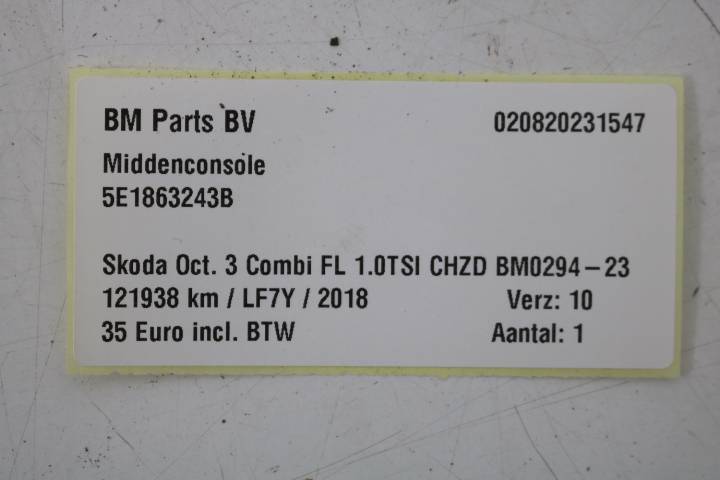 BM Parts BV 020820231547
Middenconsole
5E1863243B
Skoda Oct. 3 Combi FL 1.0TSI CHZD BM0294-23
121938 km / LF7Y / 2018 Verz: 10
35 Euro incl. BTW Aantal: 1